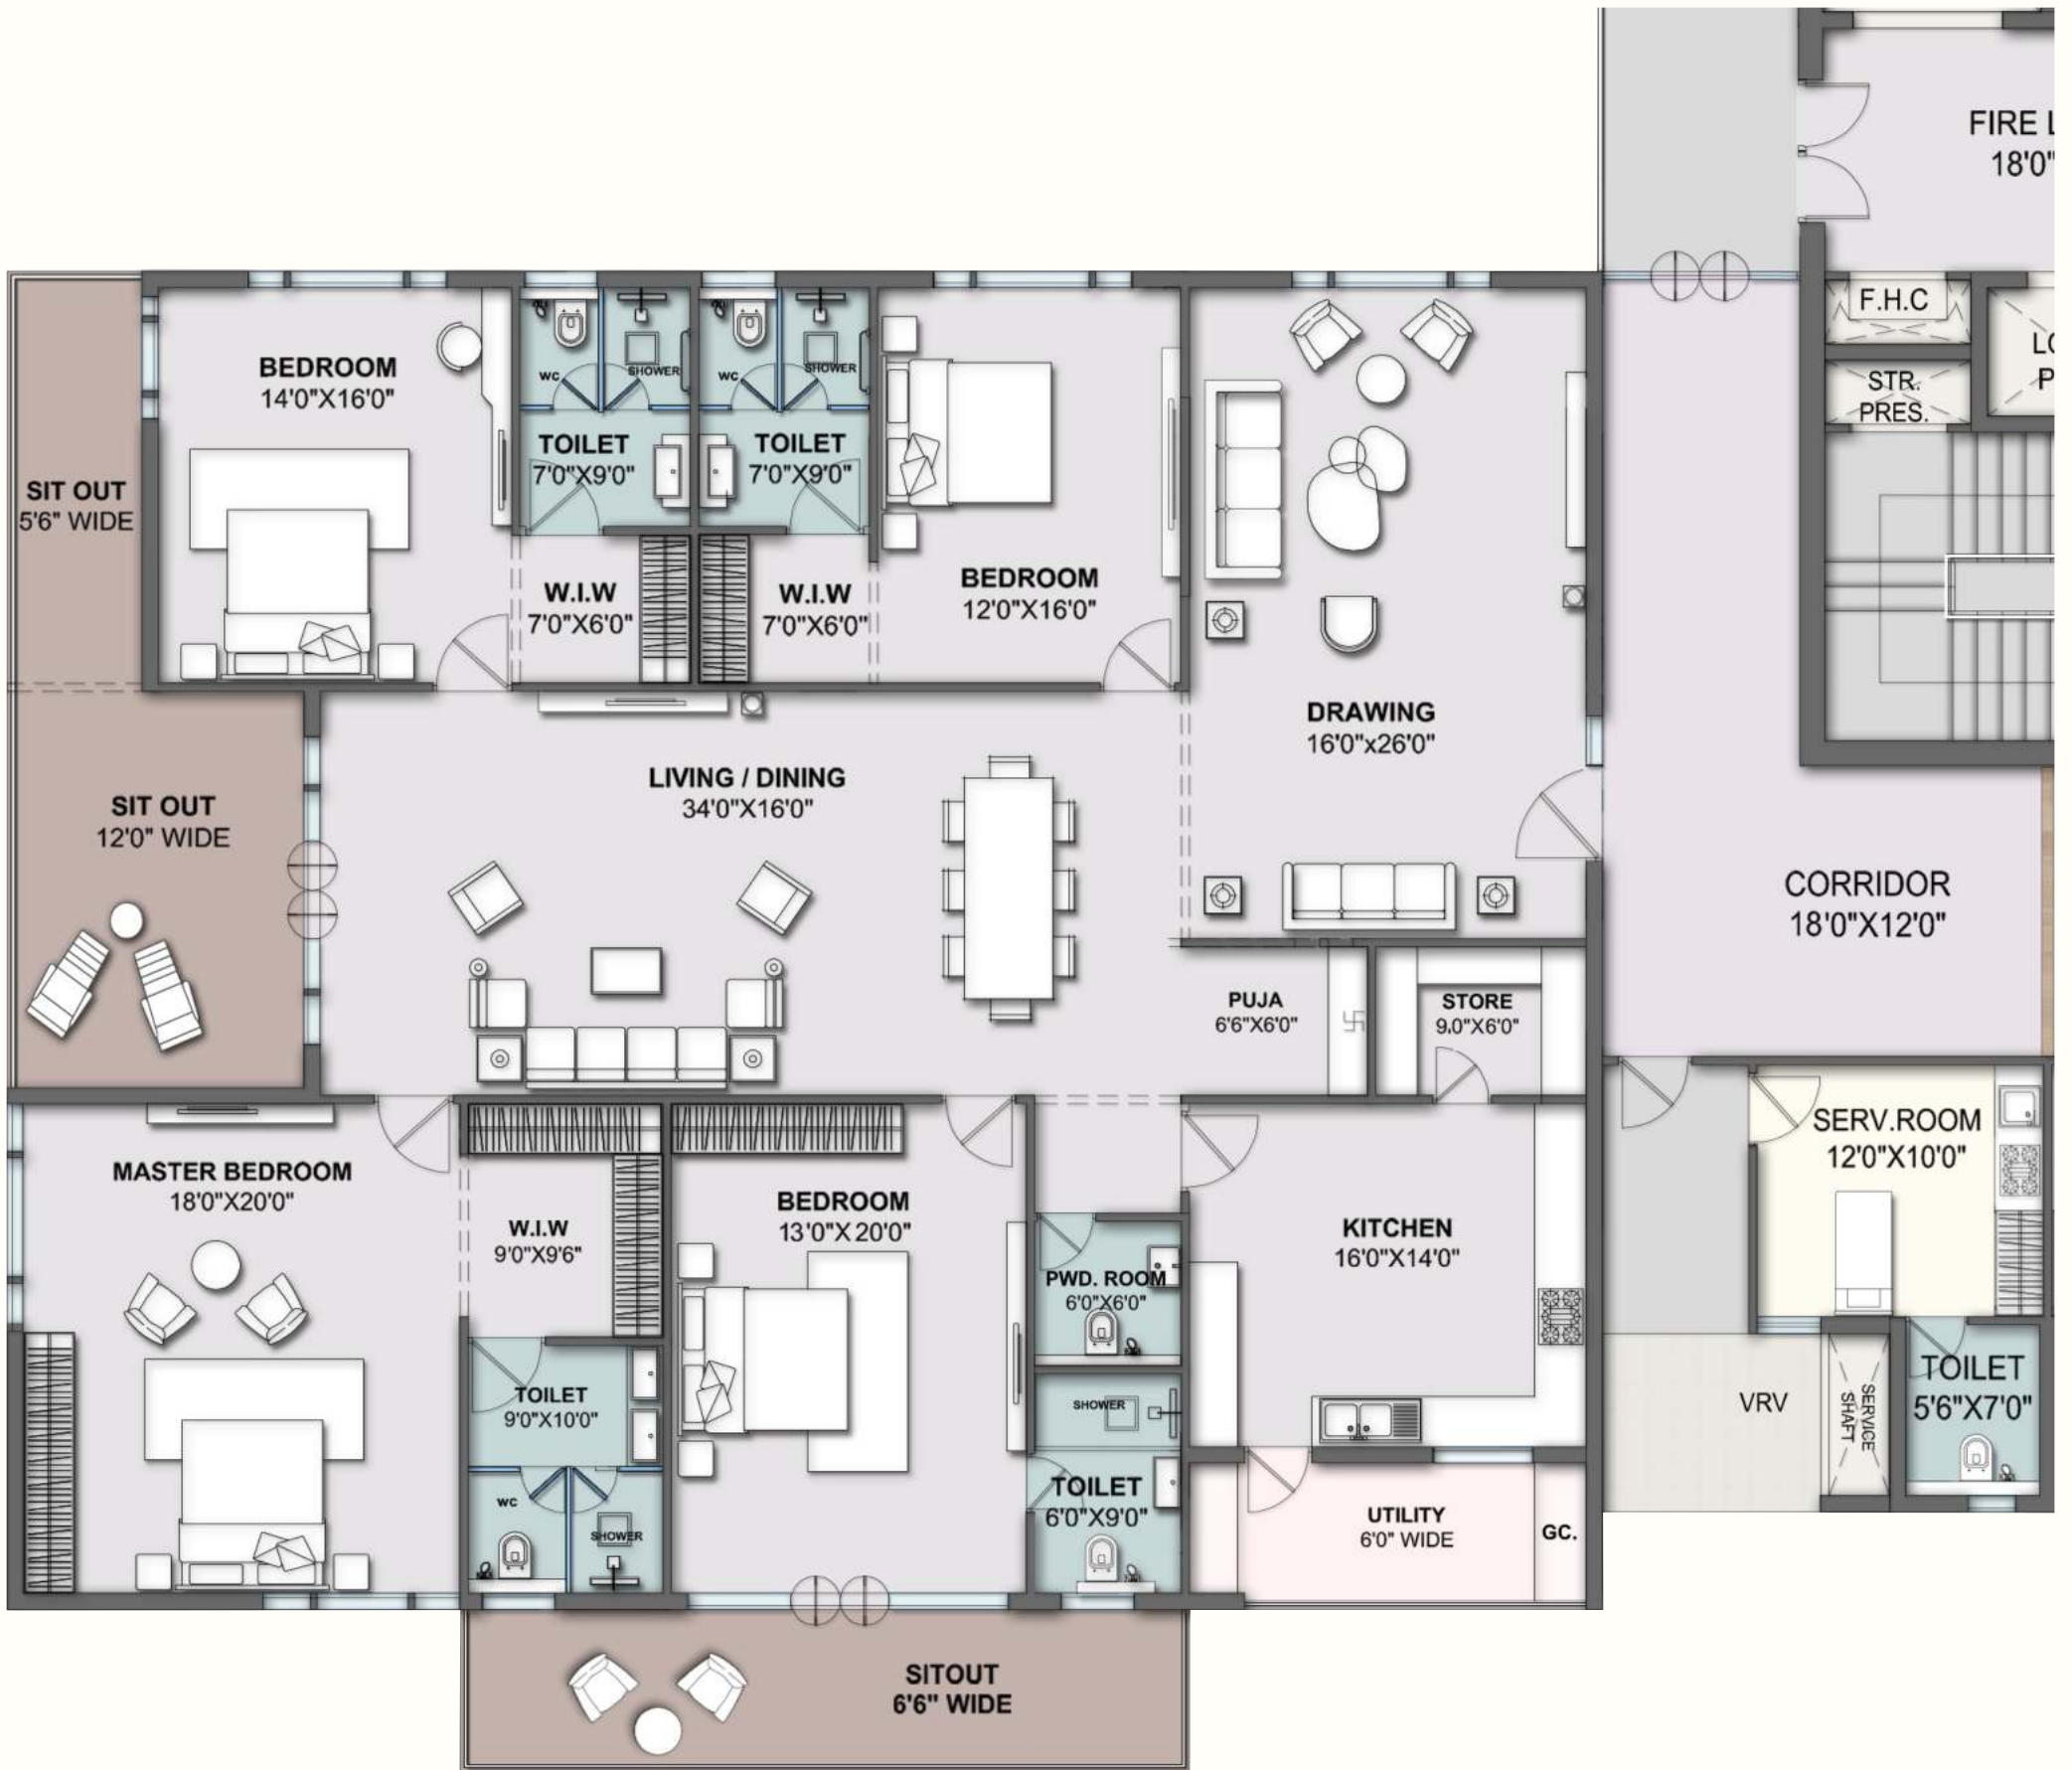 FIRE L
18'0"
F.H.C
STR.
PRES.
BEDROOM
14'0"X16'0"
WC
SHOWER
TOILET
7'0"X9'0"
WC
SHOWER
TOILET
7'0"X9'0"
SIT OUT
5'6" WIDE
W.I.W
7'0"X6'0"
W.I.W
7'0"X6'0"
BEDROOM
12'0"X16'0"
DRAWING
16'0"x26'0"
LIVING / DINING
34'0"X16'0"
SIT OUT
12'0" WIDE
CORRIDOR
18'0"X12'0"
PUJA
6'6"X6'0"
卐
STORE
9.0"X6'0"
MASTER BEDROOM
18'0"X20'0"
W.I.W
9'0"X9'6"
BEDROOM
13'0"X20'0"
KITCHEN
16'0"X14'0"
SERV.ROOM
12'0"X10'0"
PWD. ROOM
6'0"X6'0"
TOILET
9'0"X10'0"
SHOWER
WC
SHOWER
TOILET
6'0"X9'0"
UTILITY
6'0" WIDE
GC.
VRV
SERVICE
SHAFT
TOILET
5'6"X7'0"
SITOUT
6'6" WIDE